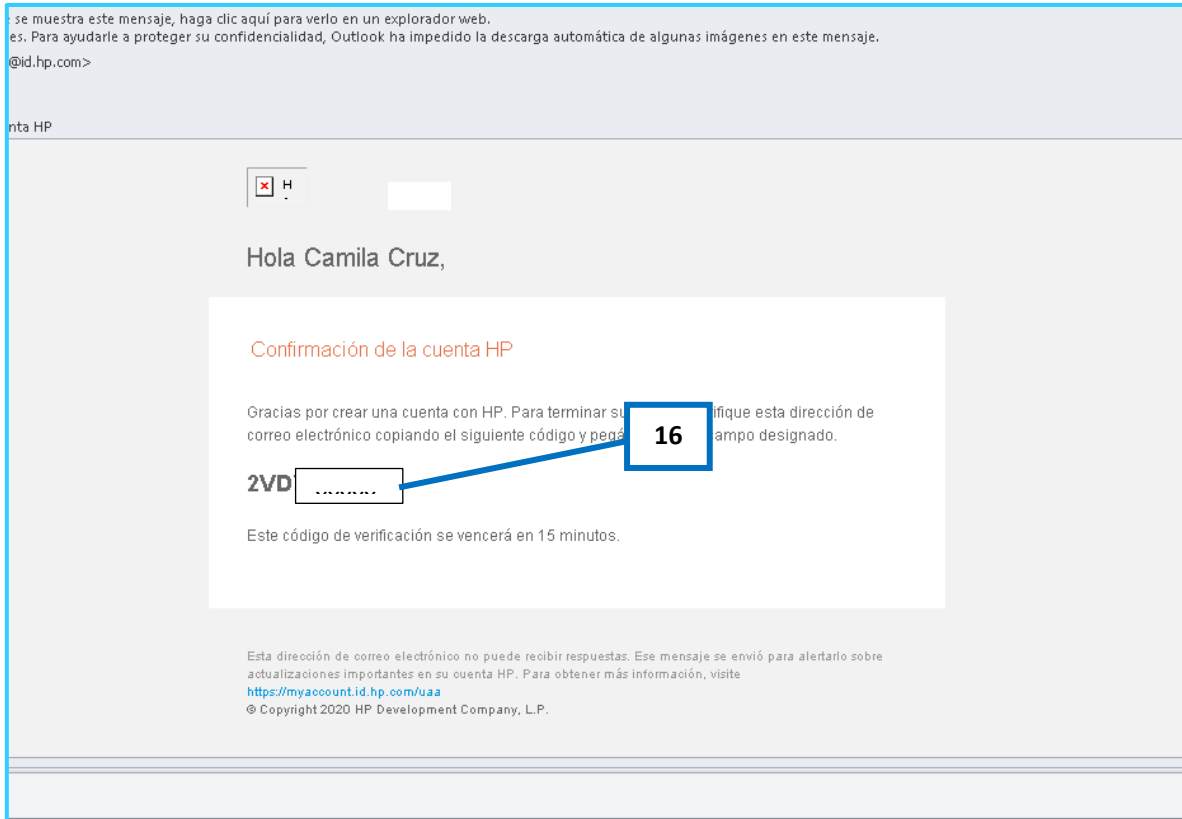 se muestra este mensaje, haga clic aquí para verlo en un explorador web.
es. Para ayudarle a proteger su confidencialidad, Outlook ha impedido la descarga automática de algunas imágenes en este mensaje.
@id.hp.com>
nta HP
H
Hola Camila Cruz,
Confirmación de la cuenta HP
Gracias por crear una cuenta con HP. Para terminar su ifique esta dirección de
correo electrónico copiando el siguiente código y pegá ampo designado.
16
2VD
Este código de verificación se vencerá en 15 minutos.
Esta dirección de correo electrónico no puede recibir respuestas. Ese mensaje se envió para alertarlo sobre
actualizaciones importantes en su cuenta HP. Para obtener más información, visite
https://myaccount.id.hp.com/uaa
© Copyright 2020 HP Development Company, L.P.